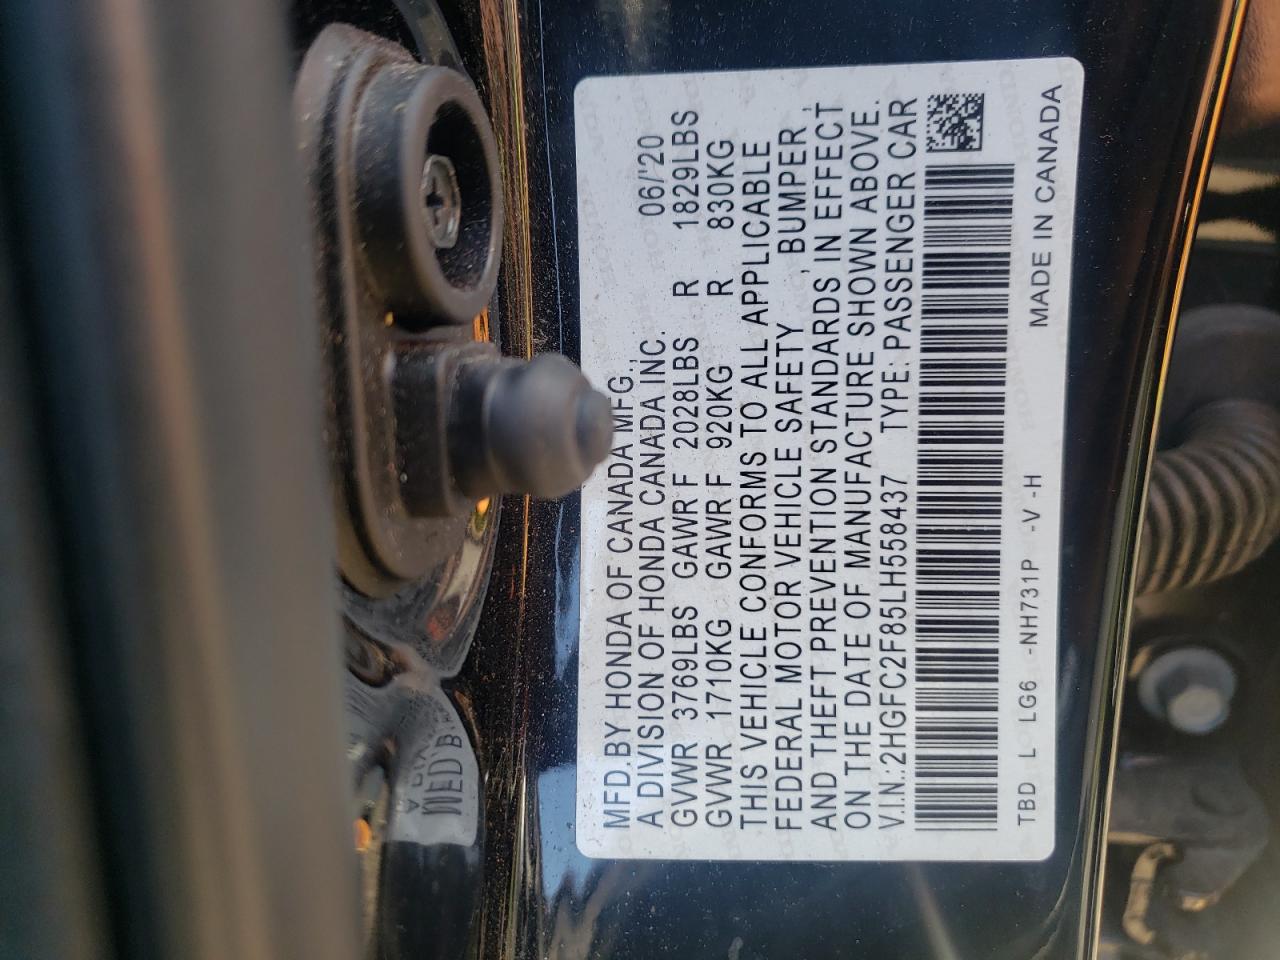 MFD.BY HONDA OF CANADA MFG.,
A DIVISION OF HONDA CANADA INC. 06/'20
GVWR 3769LBS GAWR F 2028LBS R 1829LBS
GVWR 1710KG GAWR F 920KG R 830KG
THIS VEHICLE CONFORMS TO ALL APPLICABLE
FEDERAL MOTOR VEHICLE SAFETY, BUMPER,
AND THEFT PREVENTION STANDARDS IN EFFECT
ON THE DATE OF MANUFACTURE SHOWN ABOVE.
V.I.N.:2HGFC2F85LH558437 TYPE: PASSENGER CAR
TBD L LG6 -NH731P -V -H MADE IN CANADA